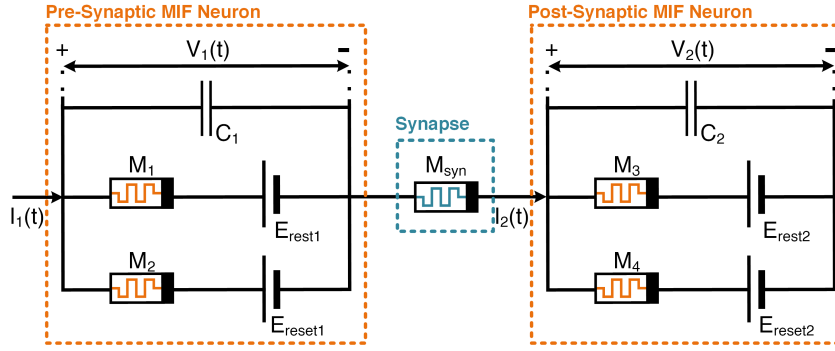 Pre-Synaptic MIF Neuron
Post-Synaptic MIF Neuron
+ V1(t) -
+ V2(t) -
C1
C2
Synapse
M1
Msyn
M3
I1(t)
I2(t)
Erest1
Erest2
M2
M4
Ereset1
Ereset2